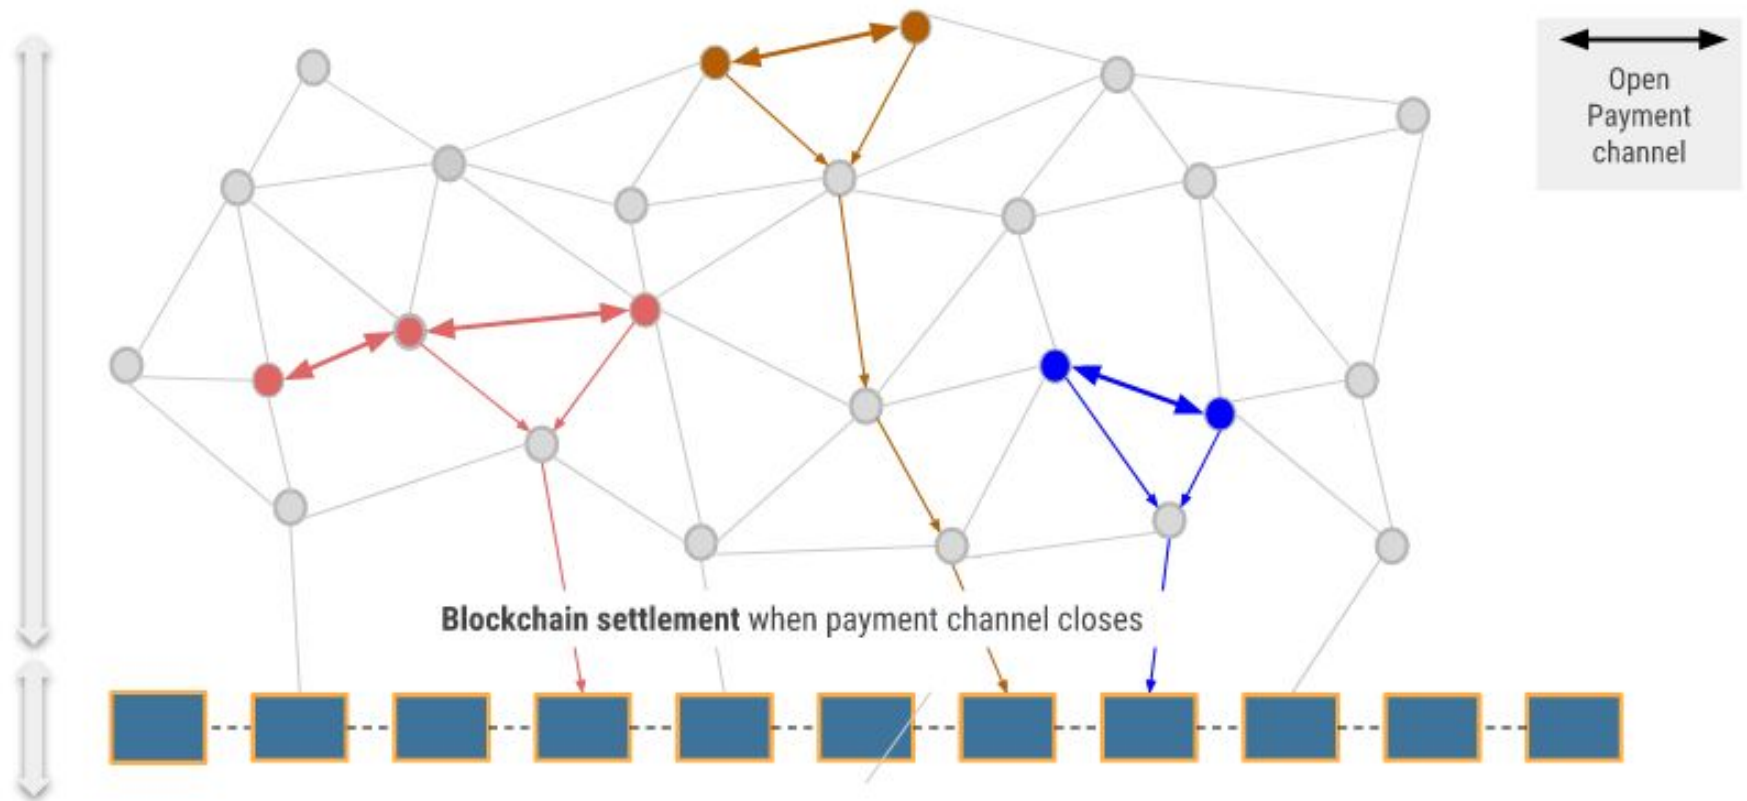 Open
Payment
channel
Blockchain settlement when payment channel closes